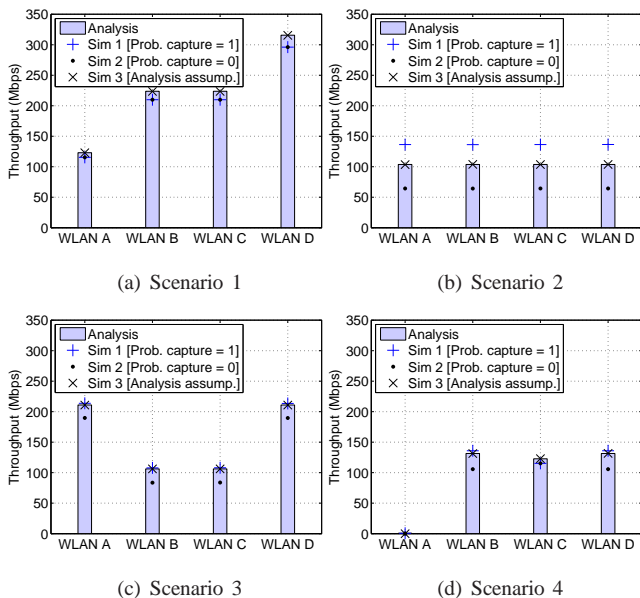 350
300
250
200
150
100
50
0
Throughput (Mbps)
Analysis
Sim 1 [Prob. capture = 1]
Sim 2 [Prob. capture = 0]
Sim 3 [Analysis assump.]
WLAN A WLAN B WLAN C WLAN D
(a) Scenario 1
350
300
250
200
150
100
50
0
Throughput (Mbps)
Analysis
Sim 1 [Prob. capture = 1]
Sim 2 [Prob. capture = 0]
Sim 3 [Analysis assump.]
WLAN A WLAN B WLAN C WLAN D
(b) Scenario 2
350
300
250
200
150
100
50
0
Throughput (Mbps)
Analysis
Sim 1 [Prob. capture = 1]
Sim 2 [Prob. capture = 0]
Sim 3 [Analysis assump.]
WLAN A WLAN B WLAN C WLAN D
(c) Scenario 3
350
300
250
200
150
100
50
0
Throughput (Mbps)
Analysis
Sim 1 [Prob. capture = 1]
Sim 2 [Prob. capture = 0]
Sim 3 [Analysis assump.]
WLAN A WLAN B WLAN C WLAN D
(d) Scenario 4